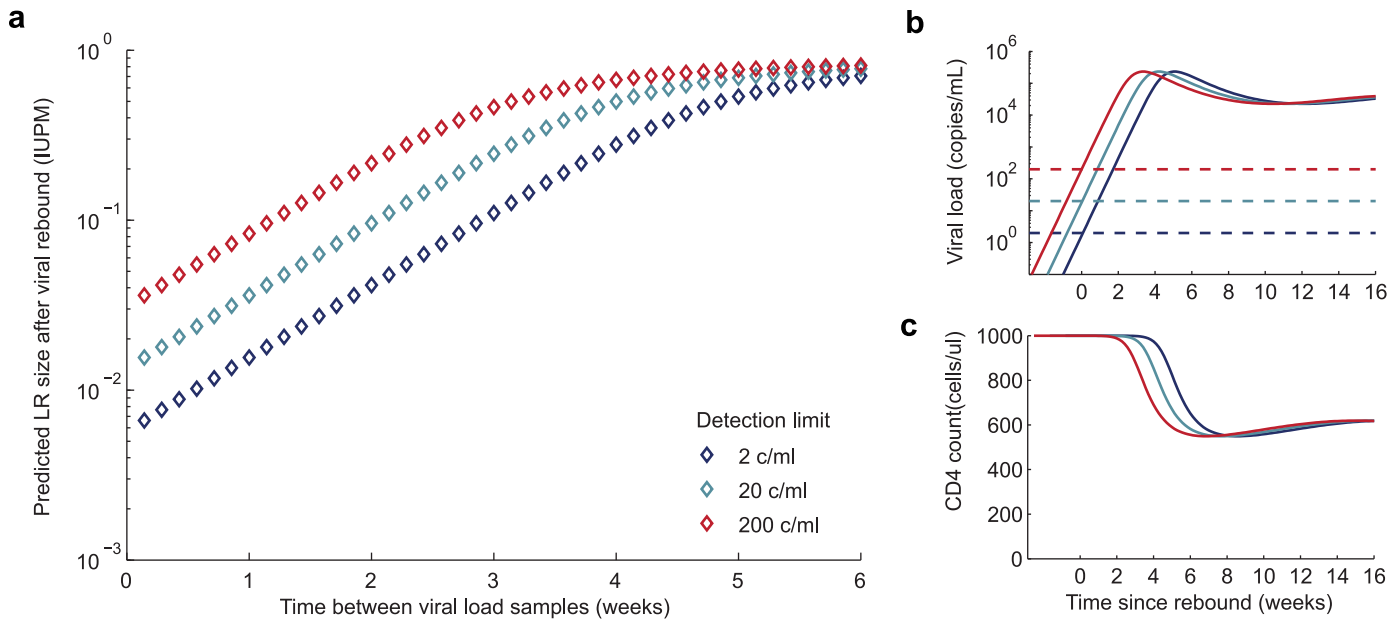 a
Predicted LR size after viral rebound (IUPM)
10^0
10^-1
10^-2
10^-3
0 1 2 3 4 5 6
Time between viral load samples (weeks)
Detection limit
2 c/ml
20 c/ml
200 c/ml
b
Viral load (copies/mL)
10^6
10^4
10^2
10^0
0 2 4 6 8 10 12 14 16
c
CD4 count(cells/ul)
1000
800
600
400
200
0
0 2 4 6 8 10 12 14 16
Time since rebound (weeks)